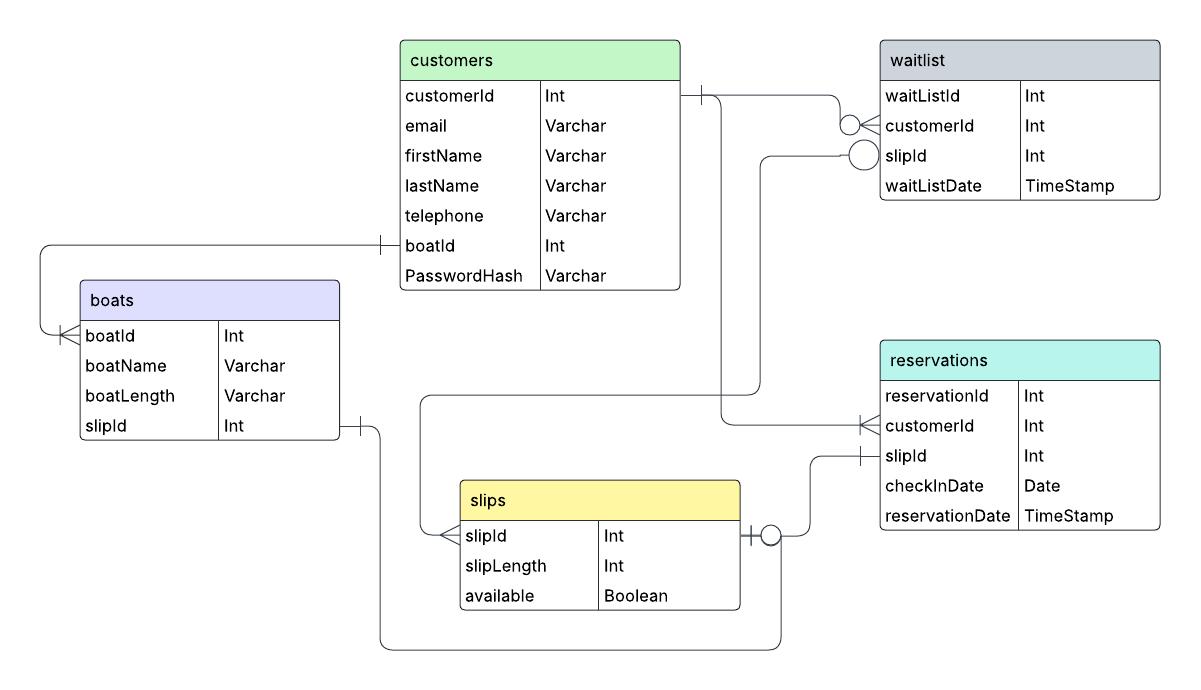 customers
customerId Int
email Varchar
firstName Varchar
lastName Varchar
telephone Varchar
boatId Int
PasswordHash Varchar
waitlist
waitListId Int
customerId Int
slipId Int
waitListDate TimeStamp
boats
boatId Int
boatName Varchar
boatLength Varchar
slipId Int
reservations
reservationId Int
customerId Int
slipId Int
checkInDate Date
reservationDate TimeStamp
slips
slipId Int
slipLength Int
available Boolean